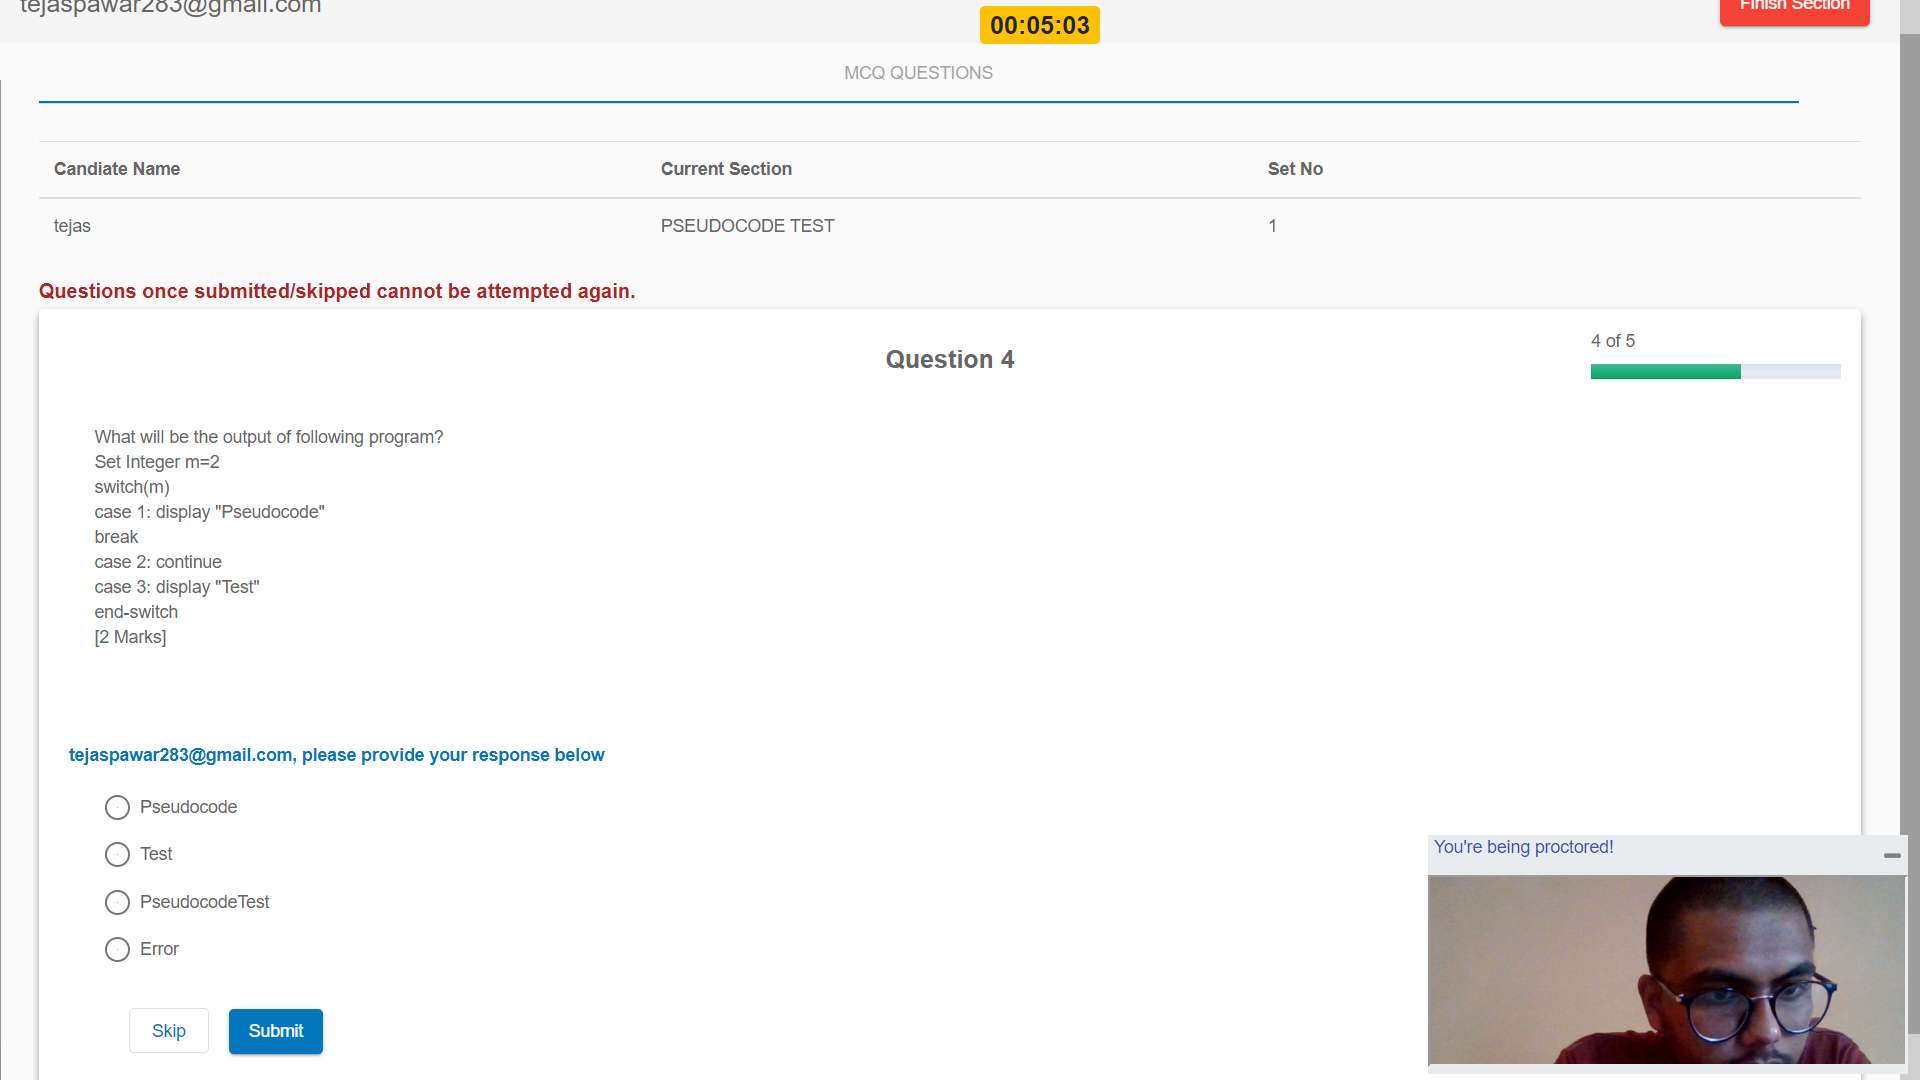 tejaspawar283@gmail.com
00:05:03
Finish Section
MCQ QUESTIONS
Candiate Name Current Section Set No
tejas PSEUDOCODE TEST 1
Questions once submitted/skipped cannot be attempted again.
4 of 5
Question 4
What will be the output of following program?
Set Integer m=2
switch(m)
case 1: display "Pseudocode"
break
case 2: continue
case 3: display "Test"
end-switch
[2 Marks]
tejaspawar283@gmail.com, please provide your response below
Pseudocode
Test
PseudocodeTest
Error
Skip Submit
You're being proctored!